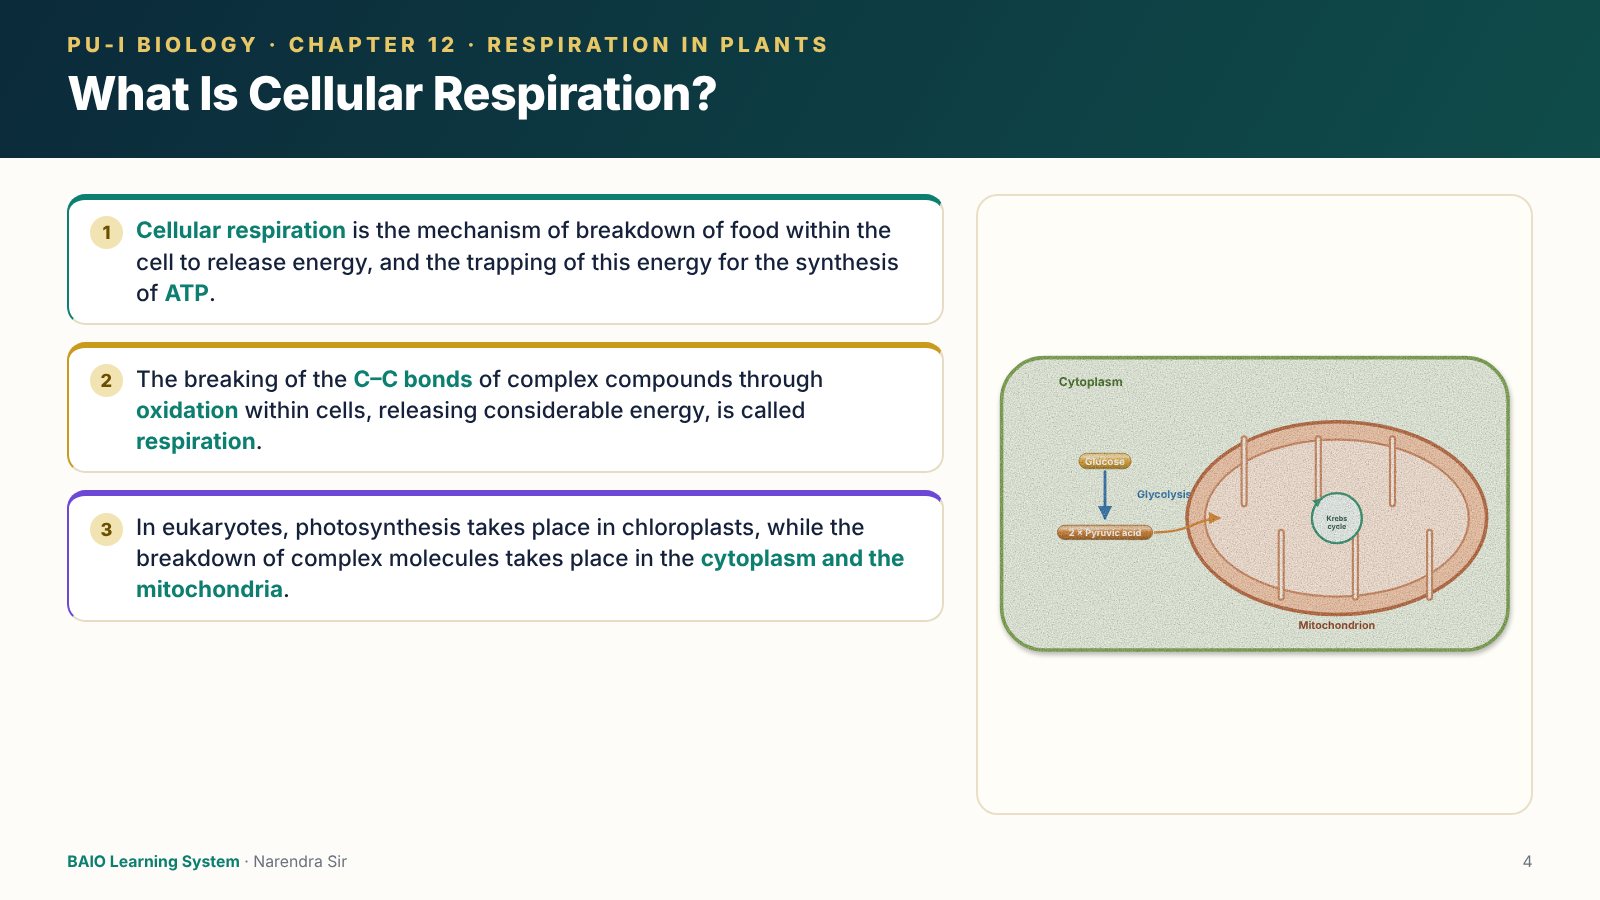 PU-I BIOLOGY · CHAPTER 12 · RESPIRATION IN PLANTS
What Is Cellular Respiration?
1
Cellular respiration is the mechanism of breakdown of food within the
cell to release energy, and the trapping of this energy for the synthesis
of ATP.
2
The breaking of the C–C bonds of complex compounds through
oxidation within cells, releasing considerable energy, is called
respiration.
3
In eukaryotes, photosynthesis takes place in chloroplasts, while the
breakdown of complex molecules takes place in the cytoplasm and the
mitochondria.
Cytoplasm
Glucose
Glycolysis
2 × Pyruvic acid
Krebs
cycle
Mitochondrion
BAIO Learning System · Narendra Sir
4